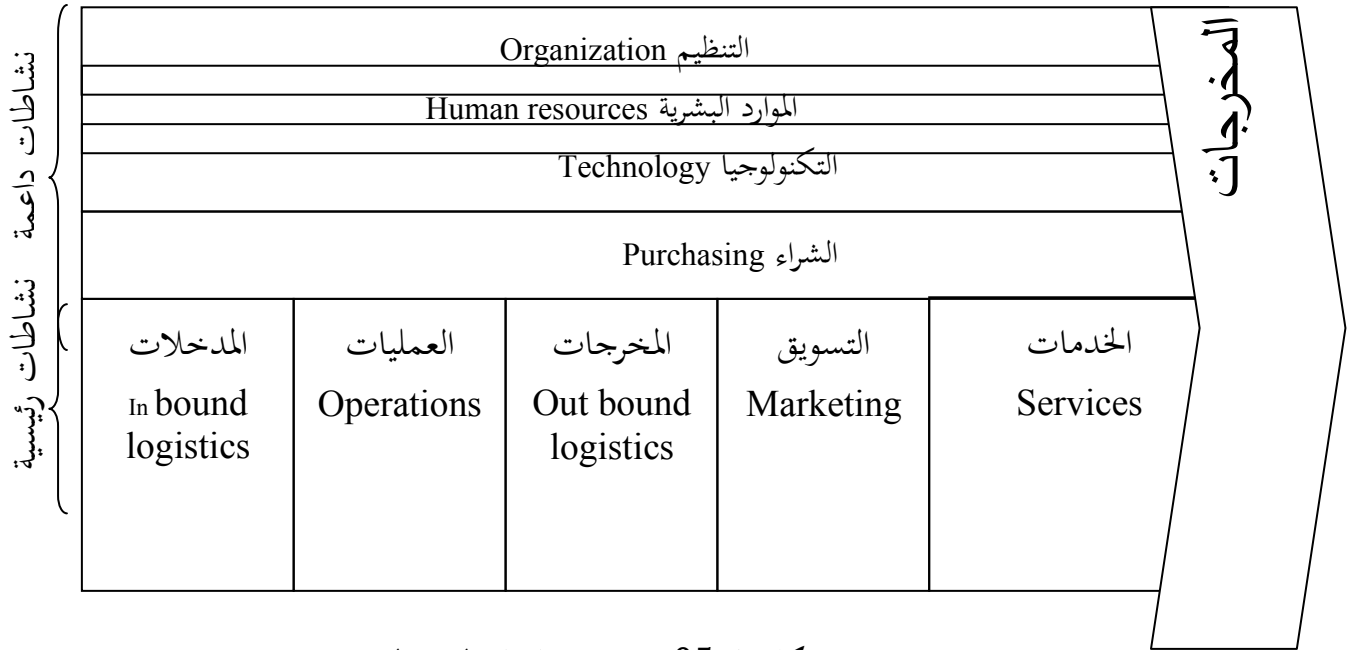 التنظيم Organization
الموارد البشرية Human resources
التكنولوجيا Technology
الشراء Purchasing
المخرجات
نشاطات داعمة
نشاطات رئيسية
المدخلات
In bound
logistics
العمليات
Operations
المخرجات
Out bound
logistics
التسويق
Marketing
الخدمات
Services